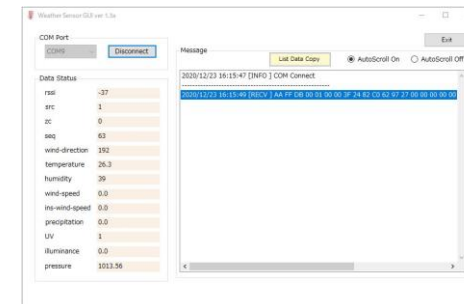 Weather Sensor GUI ver 1.3a
Exit
COM Port
COM9
Disconnect
Message
List Data Copy
AutoScroll On
AutoScroll Off
2020/12/23 16:15:47 [INFO ] COM Connect
2020/12/23 16:15:49 [RECV ] AA FF DB 00 01 00 00 3F 24 82 C0 62 97 27 00 00 00 00 00
Data Status
rssi -37
src 1
zc 0
seq 63
wind-direction 192
temperature 26.3
humidity 39
wind-speed 0.0
ins-wind-speed 0.0
precipitation 0.0
UV 1
illuminance 0.0
pressure 1013.56